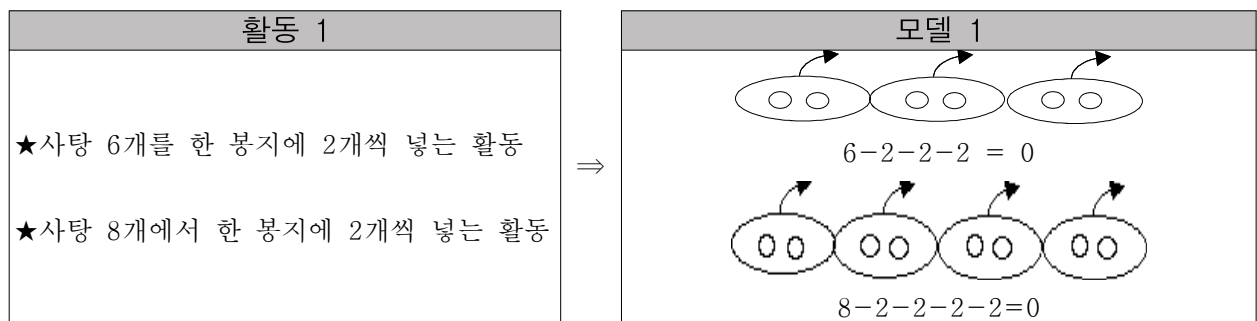 활동 1
★사탕 6개를 한 봉지에 2개씩 넣는 활동
★사탕 8개에서 한 봉지에 2개씩 넣는 활동
⇒
모델 1
6-2-2-2 = 0
8-2-2-2-2=0